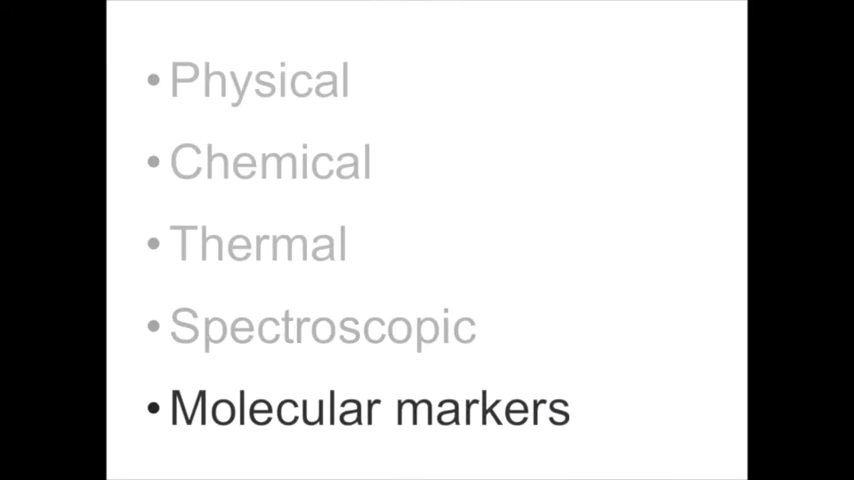 • Physical
• Chemical
• Thermal
• Spectroscopic
• Molecular markers